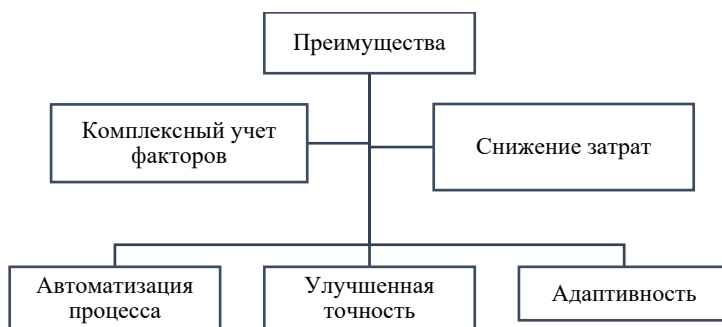 Преимущества
Комплексный учет
факторов
Снижение затрат
Автоматизация
процесса
Улучшенная
точность
Адаптивность